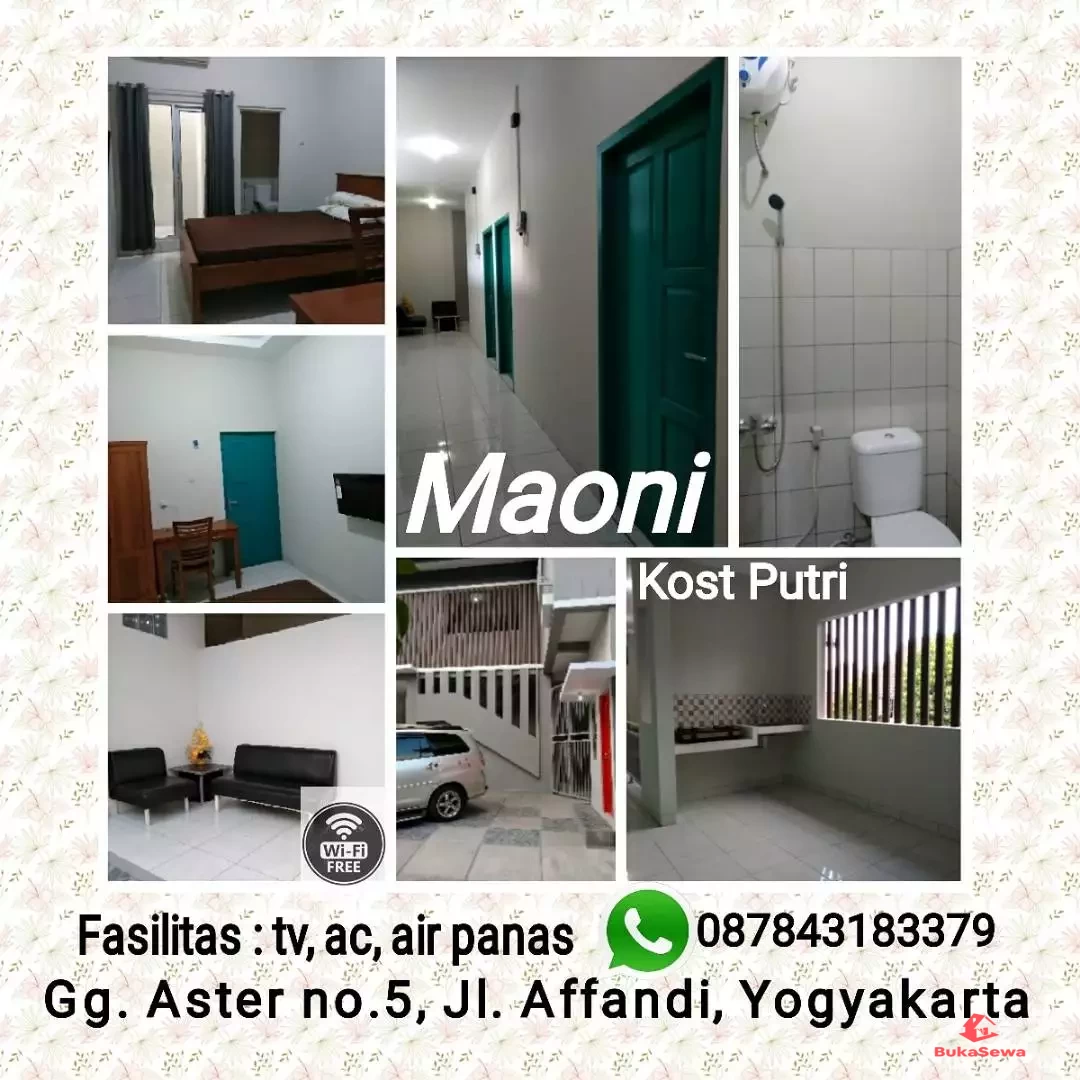 Maoni
Kost Putri
Wi-Fi
FREE
Fasilitas : tv, ac, air panas
087843183379
Gg. Aster no.5, Jl. Affandi, Yogyakarta
BukaSewa